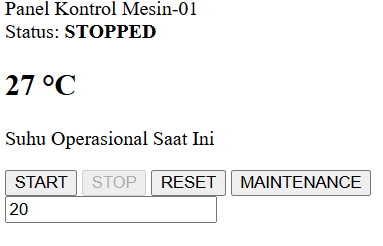 Panel Kontrol Mesin-01
Status: STOPPED
27 °C
Suhu Operasional Saat Ini
START STOP RESET MAINTENANCE
20